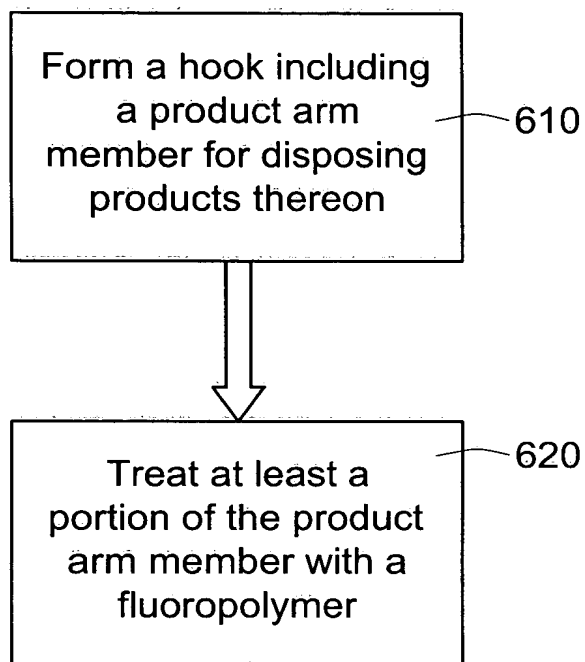 Form a hook including
a product arm
member for disposing
products thereon
610
Treat at least a
portion of the product
arm member with a
fluoropolymer
620